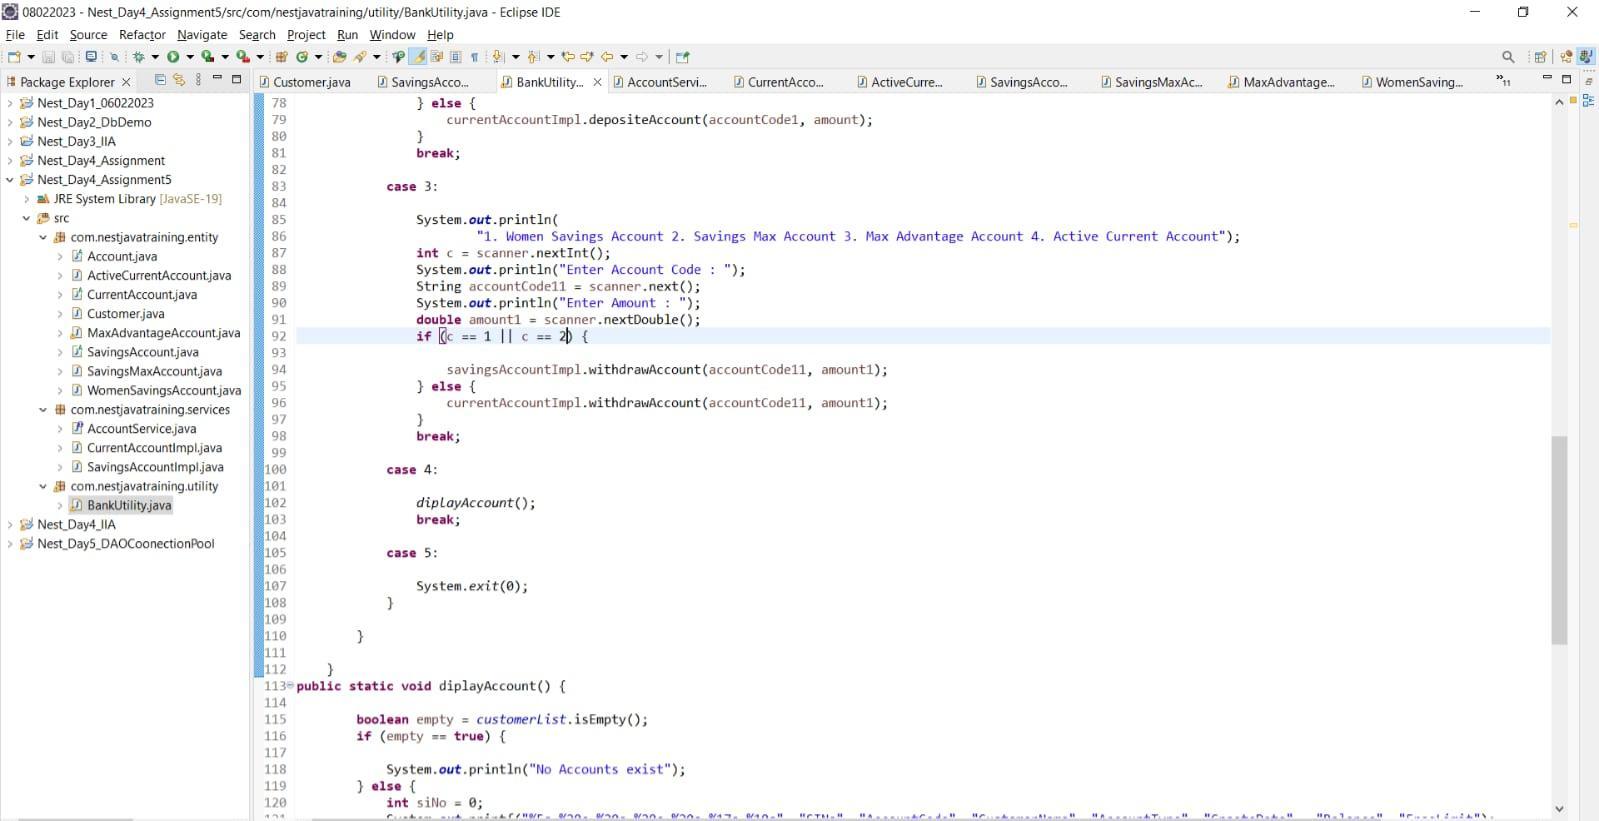 08022023 - Nest_Day4_Assignment5/src/com/nestjavatraining/utility/BankUtility.java - Eclipse IDE
File Edit Source Refactor Navigate Search Project Run Window Help
Package Explorer
Customer.java SavingsAcco... BankUtility... AccountServi... CurrentAcco... ActiveCurre... SavingsAcco... SavingsMaxAc... MaxAdvantage... WomenSaving... »11
Nest_Day1_06022023
Nest_Day2_DbDemo
Nest_Day3_IIA
Nest_Day4_Assignment
Nest_Day4_Assignment5
JRE System Library [JavaSE-19]
src
com.nestjavatraining.entity
Account.java
ActiveCurrentAccount.java
CurrentAccount.java
Customer.java
MaxAdvantageAccount.java
SavingsAccount.java
SavingsMaxAccount.java
WomenSavingsAccount.java
com.nestjavatraining.services
AccountService.java
CurrentAccountImpl.java
SavingsAccountImpl.java
com.nestjavatraining.utility
BankUtility.java
Nest_Day4_IIA
Nest_Day5_DAOCoonectionPool
78 } else {
79 currentAccountImpl.depositeAccount(accountCode1, amount);
80 }
81 break;
82
83 case 3:
84
85 System.out.println(
86 "1. Women Savings Account 2. Savings Max Account 3. Max Advantage Account 4. Active Current Account");
87 int c = scanner.nextInt();
88 System.out.println("Enter Account Code : ");
89 String accountCode11 = scanner.next();
90 System.out.println("Enter Amount : ");
91 double amount1 = scanner.nextDouble();
92 if (c == 1 || c == 2) {
93
94 savingsAccountImpl.withdrawAccount(accountCode11, amount1);
95 } else {
96 currentAccountImpl.withdrawAccount(accountCode11, amount1);
97 }
98 break;
99
100 case 4:
101
102 diplayAccount();
103 break;
104
105 case 5:
106
107 System.exit(0);
108 }
109
110 }
111
112 }
113 public static void diplayAccount() {
114
115 boolean empty = customerList.isEmpty();
116 if (empty == true) {
117
118 System.out.println("No Accounts exist");
119 } else {
120 int siNo = 0;